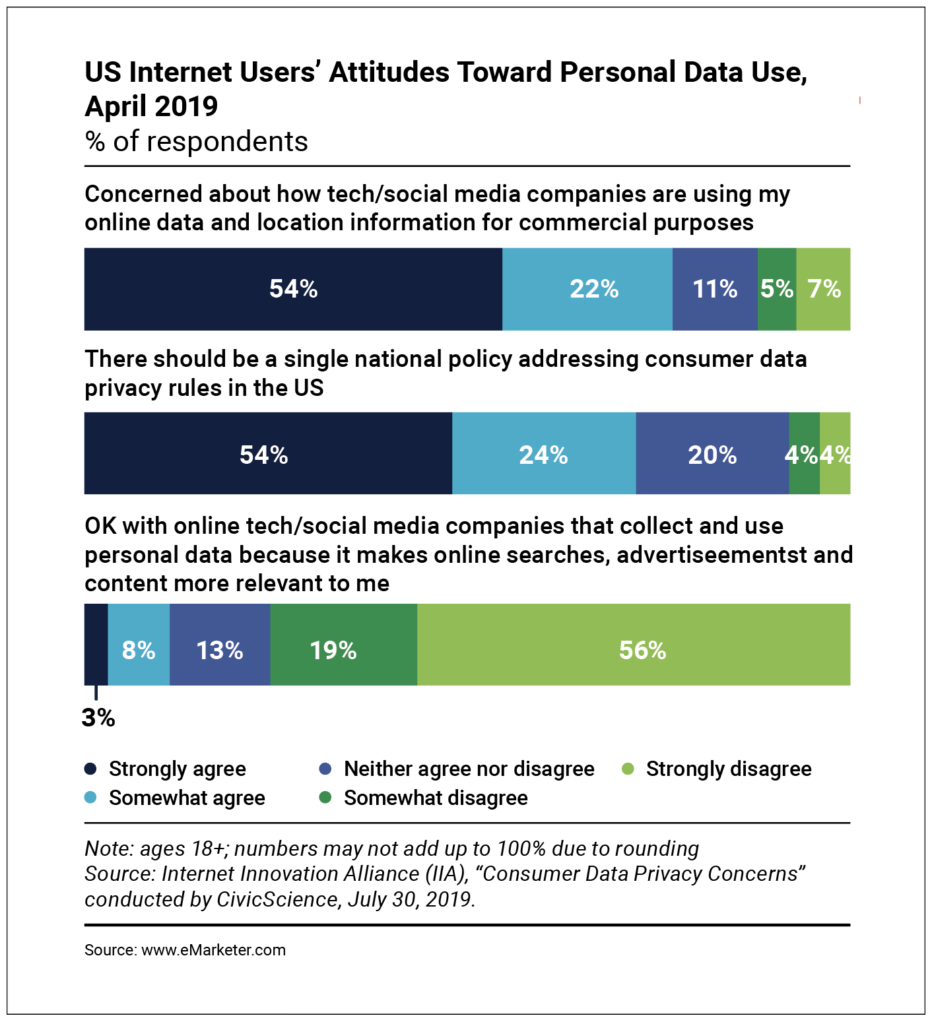 US Internet Users’ Attitudes Toward Personal Data Use,
April 2019
% of respondents
Concerned about how tech/social media companies are using my
online data and location information for commercial purposes
54% 22% 11% 5% 7%
There should be a single national policy addressing consumer data
privacy rules in the US
54% 24% 20% 4% 4%
OK with online tech/social media companies that collect and use
personal data because it makes online searches, advertiseementst and
content more relevant to me
8% 13% 19% 56%
3%
Strongly agree Neither agree nor disagree Strongly disagree
Somewhat agree Somewhat disagree
Note: ages 18+; numbers may not add up to 100% due to rounding
Source: Internet Innovation Alliance (IIA), “Consumer Data Privacy Concerns”
conducted by CivicScience, July 30, 2019.
Source: www.eMarketer.com